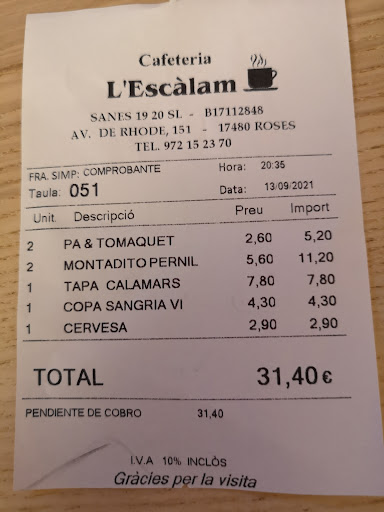 Cafeteria
L'Escàlam
SANES 19 20 SL - B17112848
AV. DE RHODE, 151 - 17480 ROSES
TEL. 972 15 23 70
FRA. SIMP: COMPROBANTE Hora: 20:35
Taula: 051 Data: 13/09/2021
Unit. Descripció Preu Import
2 PA & TOMAQUET 2,60 5,20
2 MONTADITO PERNIL 5,60 11,20
1 TAPA CALAMARS 7,80 7,80
1 COPA SANGRIA VI 4,30 4,30
1 CERVESA 2,90 2,90
TOTAL 31,40 €
PENDIENTE DE COBRO 31,40
I.V.A 10% INCLÒS
Gràcies per la visita